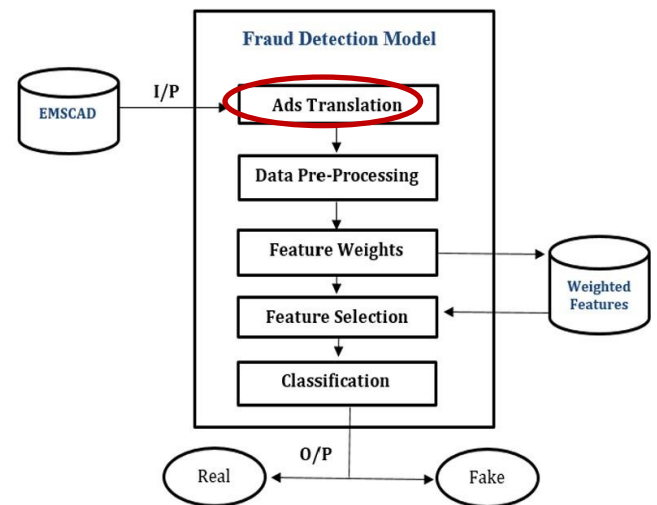 Fraud Detection Model
EMSCAD
I/P
Ads Translation
Data Pre-Processing
Feature Weights
Weighted
Features
Feature Selection
Classification
O/P
Real
Fake